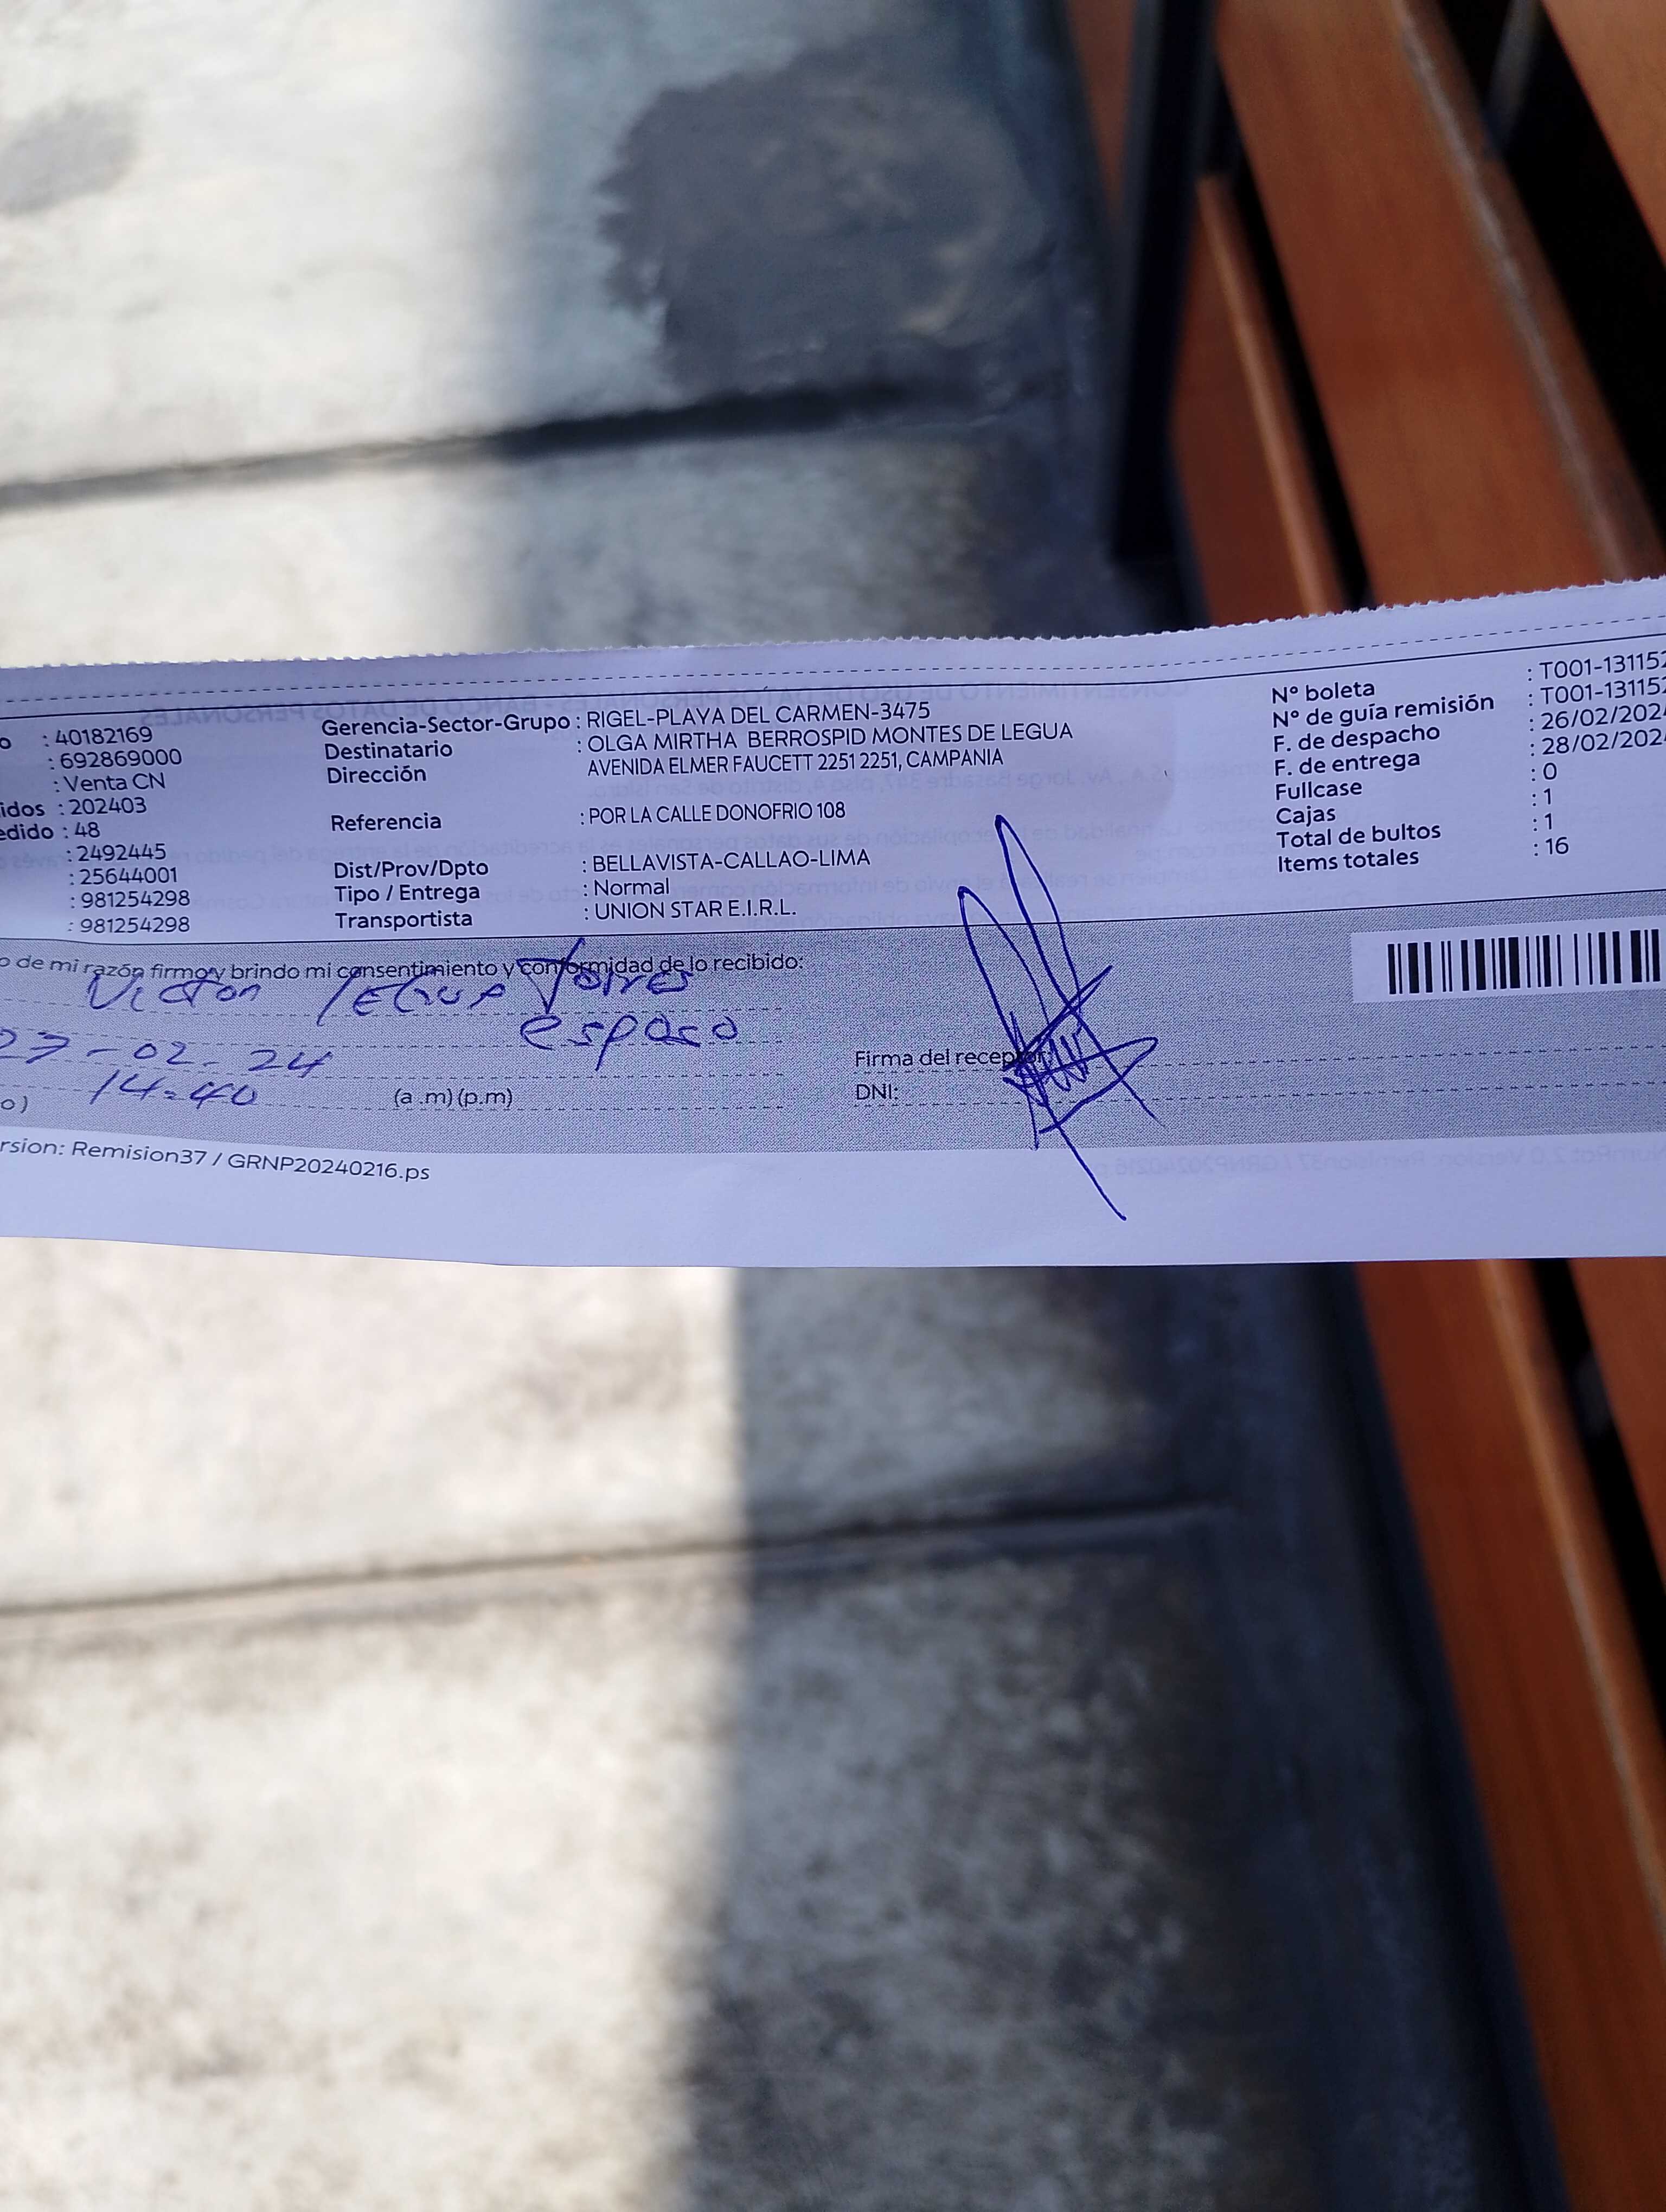 o : 40182169
: 692869000
: Venta CN
idos : 202403
edido : 48
: 2492445
: 25644001
: 981254298
: 981254298
Gerencia-Sector-Grupo : RIGEL-PLAYA DEL CARMEN-3475
Destinatario : OLGA MIRTHA BERROSPID MONTES DE LEGUA
Dirección AVENIDA ELMER FAUCETT 2251 2251, CAMPANIA
Referencia : POR LA CALLE DONOFRIO 108
Dist/Prov/Dpto : BELLAVISTA-CALLAO-LIMA
Tipo / Entrega : Normal
Transportista : UNION STAR E.I.R.L.
N° boleta : T001-131152
N° de guía remisión : T001-131152
F. de despacho : 26/02/202
F. de entrega : 28/02/202
Fullcase : 0
Cajas : 1
Total de bultos : 1
Items totales : 16
o de mi razón firmo y brindo mi consentimiento y conformidad de lo recibido:
Victor Torres
esposo
27-02-24
14:40
o) (a .m) (p.m)
Firma del receptor:
DNI:
rsion: Remision37 / GRNP20240216.ps